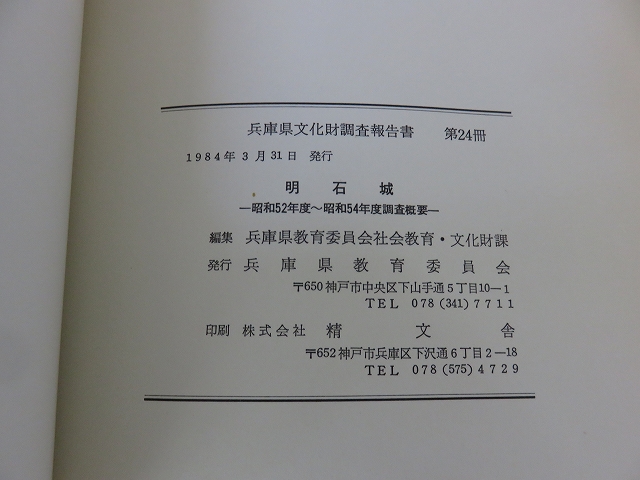 兵庫県文化財調査報告書 第24冊
1984年3月31日 発行
明石城
―昭和52年度～昭和54年度調査概要―
編集 兵庫県教育委員会社会教育・文化財課
発行 兵庫県教育委員会
〒650 神戸市中央区下山手通5丁目10―1
TEL 078 (341) 7711
印刷 株式会社 精文舎
〒652 神戸市兵庫区下沢通6丁目2―18
TEL 078 (575) 4729